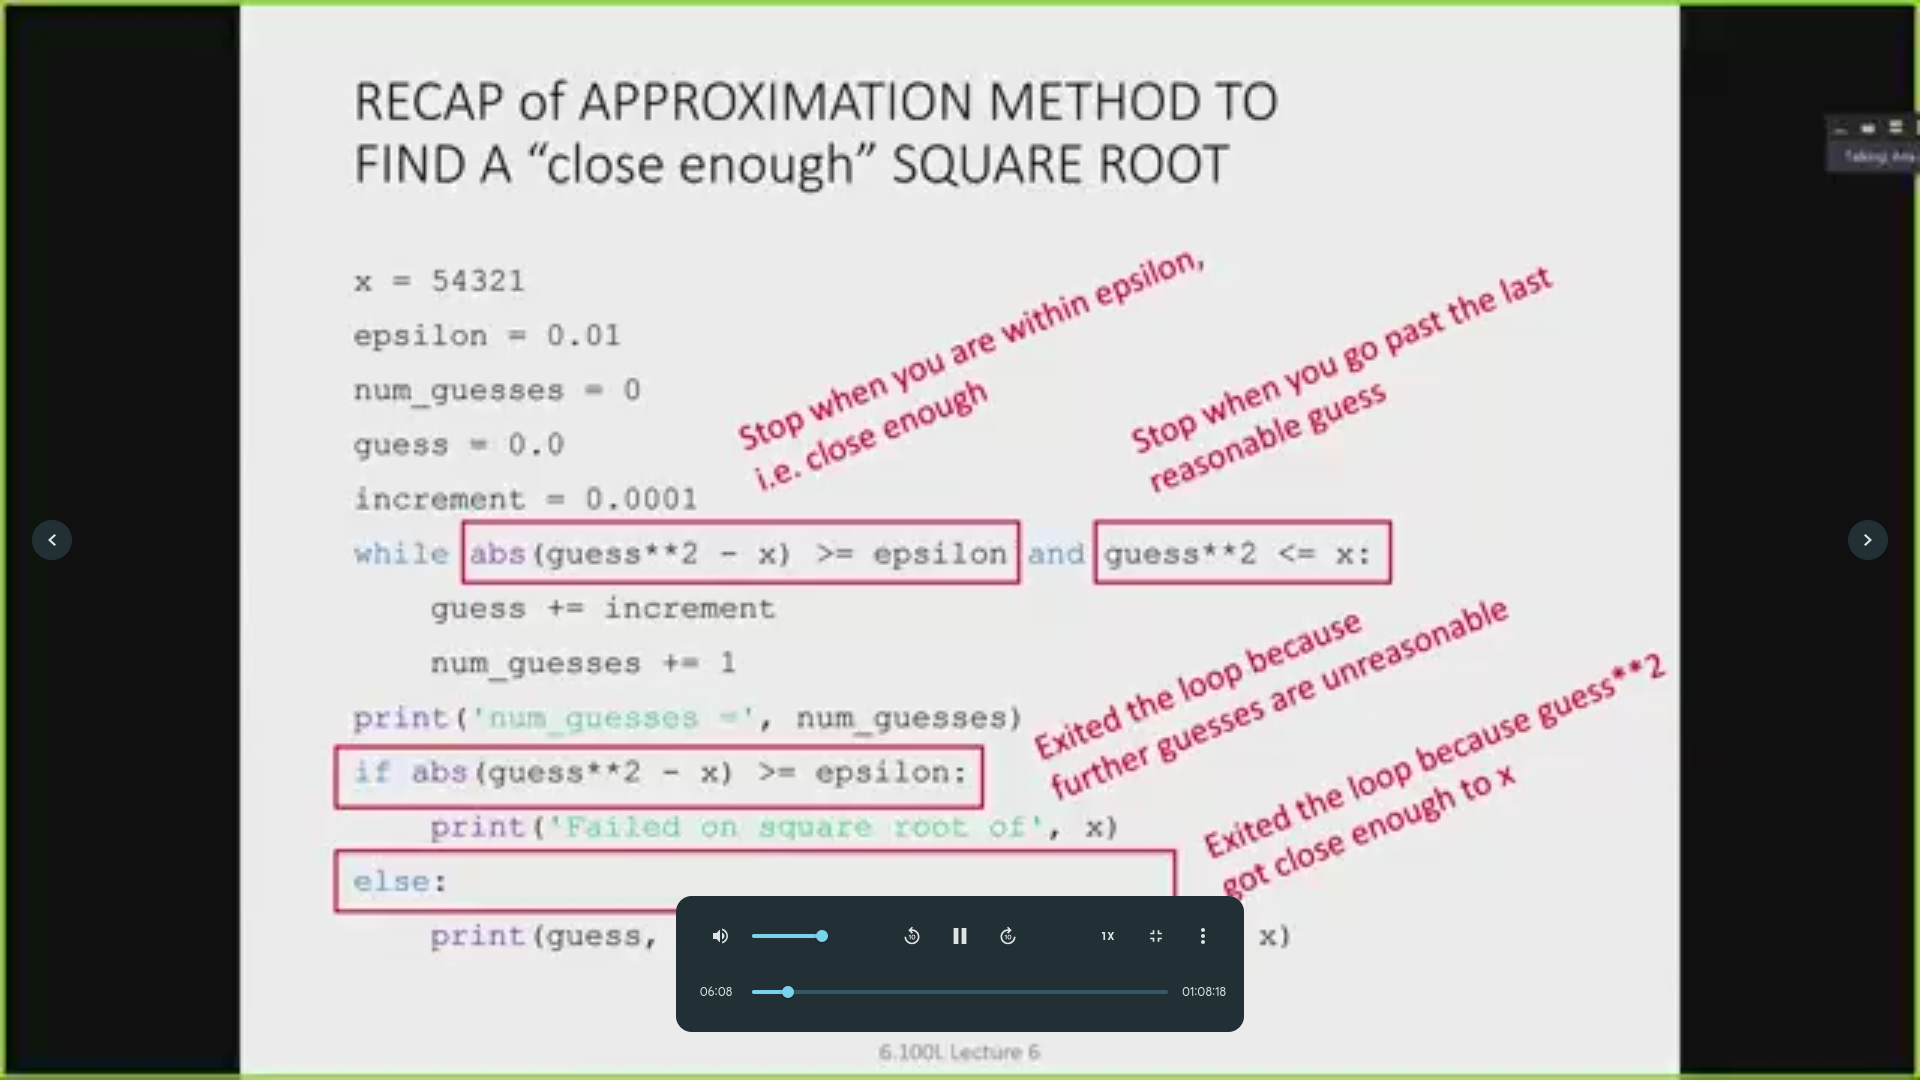 RECAP of APPROXIMATION METHOD TO
FIND A “close enough” SQUARE ROOT
x = 54321
epsilon = 0.01
num_guesses = 0
guess = 0.0
increment = 0.0001
Stop when you are within epsilon,
i.e. close enough
Stop when you go past the last
reasonable guess
while abs(guess**2 - x) >= epsilon and guess**2 <= x:
guess += increment
num_guesses += 1
print('num_guesses =', num_guesses)
if abs(guess**2 - x) >= epsilon:
print('Failed on square root of', x)
else:
print(guess, x)
Exited the loop because
further guesses are unreasonable
Exited the loop because guess**2
got close enough to x
10
10
1X
06:08
01:08:18
6.100L Lecture 6
Taking